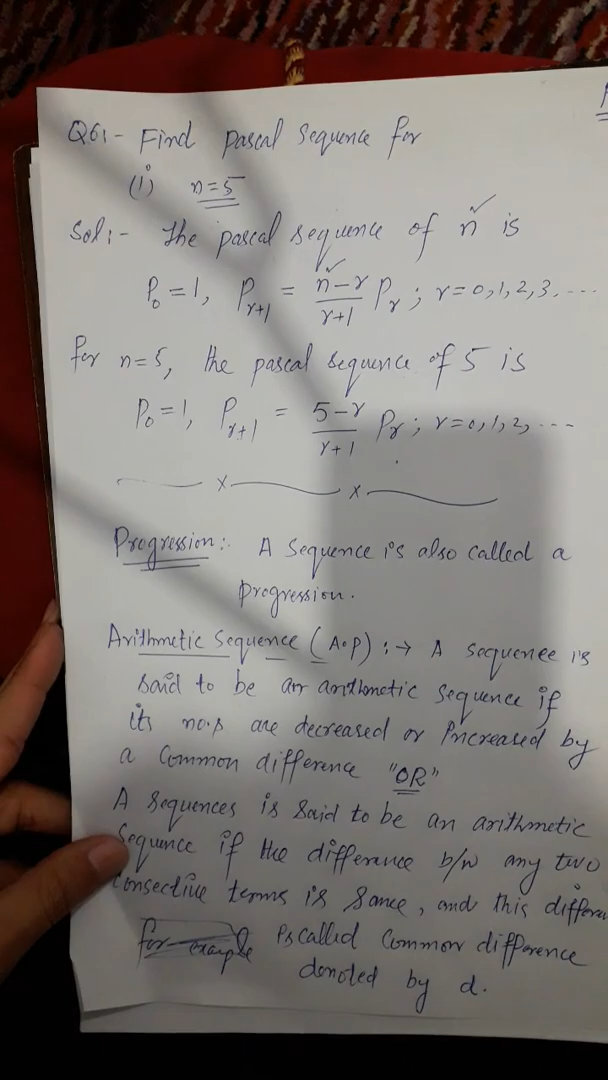 Q6:- Find pascal sequence for
(i) n=5
Sol:- The pascal sequence of n is
P₀ = 1, Pᵣ₊₁ = (n-r)/(r+1) Pᵣ ; r=0,1,2,3,...
for n=5, the pascal sequence of 5 is
P₀ = 1, Pᵣ₊₁ = (5-r)/(r+1) Pᵣ ; r=0,1,2,...
x x
Progression:- A sequence is also called a
progression.
Arithmetic Sequence (A.P) :→ A sequence is
said to be an arithmetic sequence if
its no.s are decreased or increased by
a common difference "OR"
A sequences is said to be an arithmetic
sequence if the difference b/w any two
consective terms is same, and this differe
for example is called common difference
denoted by d.